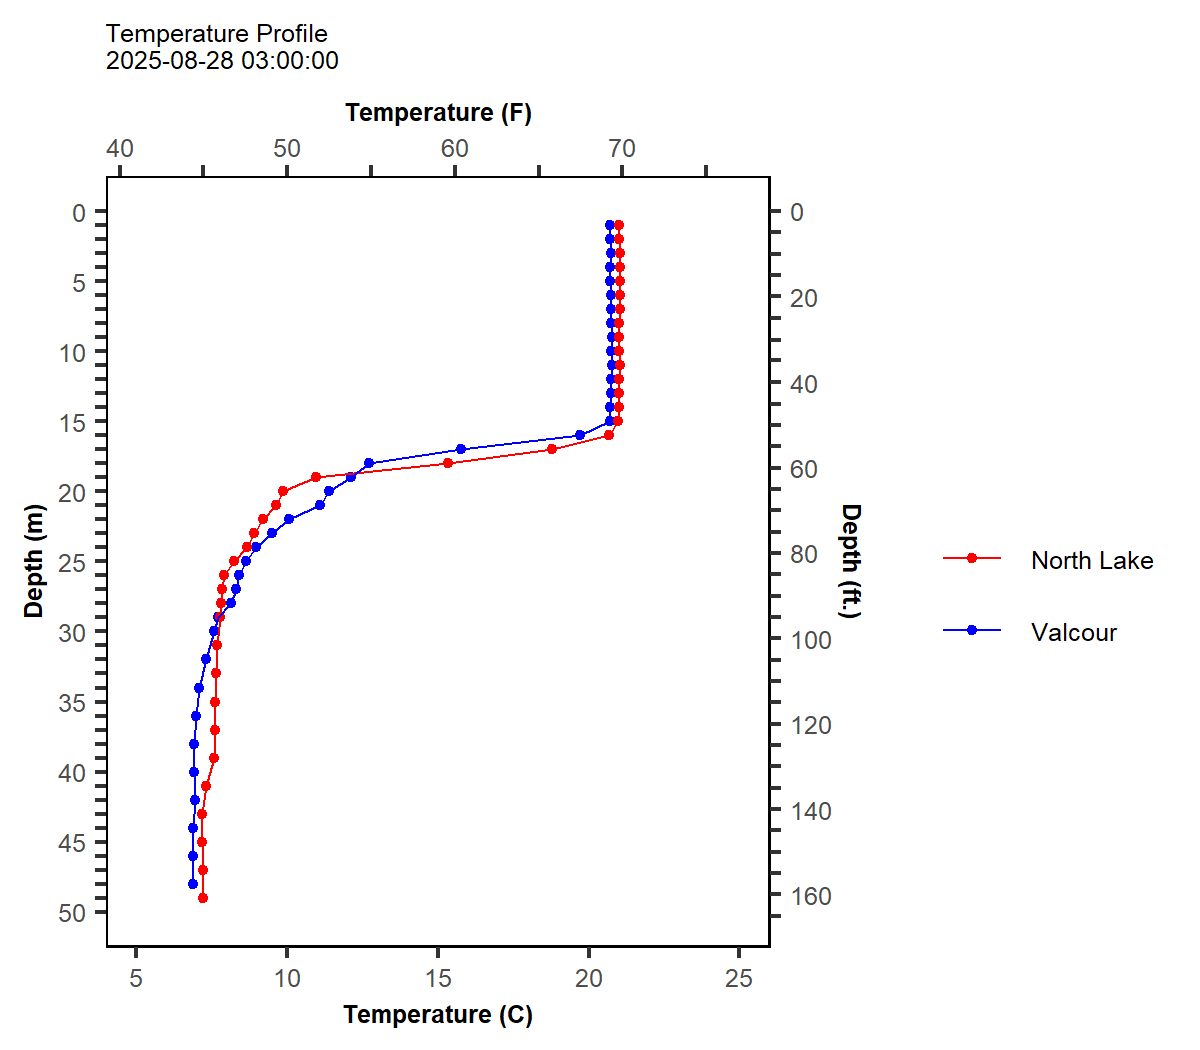 Temperature Profile
2025-08-28 03:00:00
Temperature (F)
40 50 60 70
0
5
10
15
20
25
30
35
40
45
50
Depth (m)
0
20
40
60
80
100
120
140
160
Depth (ft.)
North Lake
Valcour
5 10 15 20 25
Temperature (C)